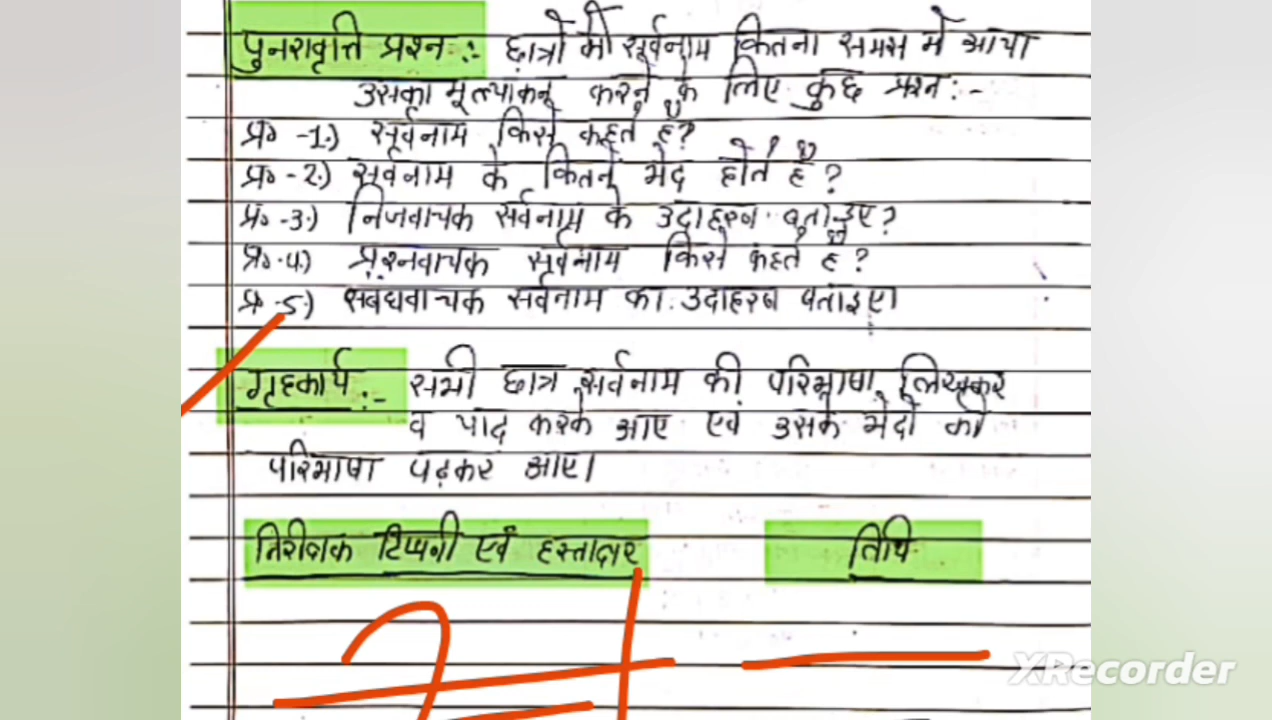 पुनरावृत्ति प्रश्न :- छात्रों को सर्वनाम कितना समझ में आया
उसका मूल्यांकन करने के लिए कुछ प्रश्न :-
प्र० -1.) सर्वनाम किसे कहते हैं?
प्र० -2.) सर्वनाम के कितने भेद होते हैं ?
प्र० -3.) निजवाचक सर्वनाम के उदाहरण बताइए?
प्र० -4.) प्रश्नवाचक सर्वनाम किसे कहते हैं ?
प्र० -5.) संबंधवाचक सर्वनाम का उदाहरण बताइए।
गृहकार्य :- सभी छात्र सर्वनाम की परिभाषा लिखकर
व याद करके आए एवं उसके भेदों की
परिभाषा पढ़कर आए।
निरीक्षक टिप्पनी एवं हस्ताक्षर तिथि
XRecorder